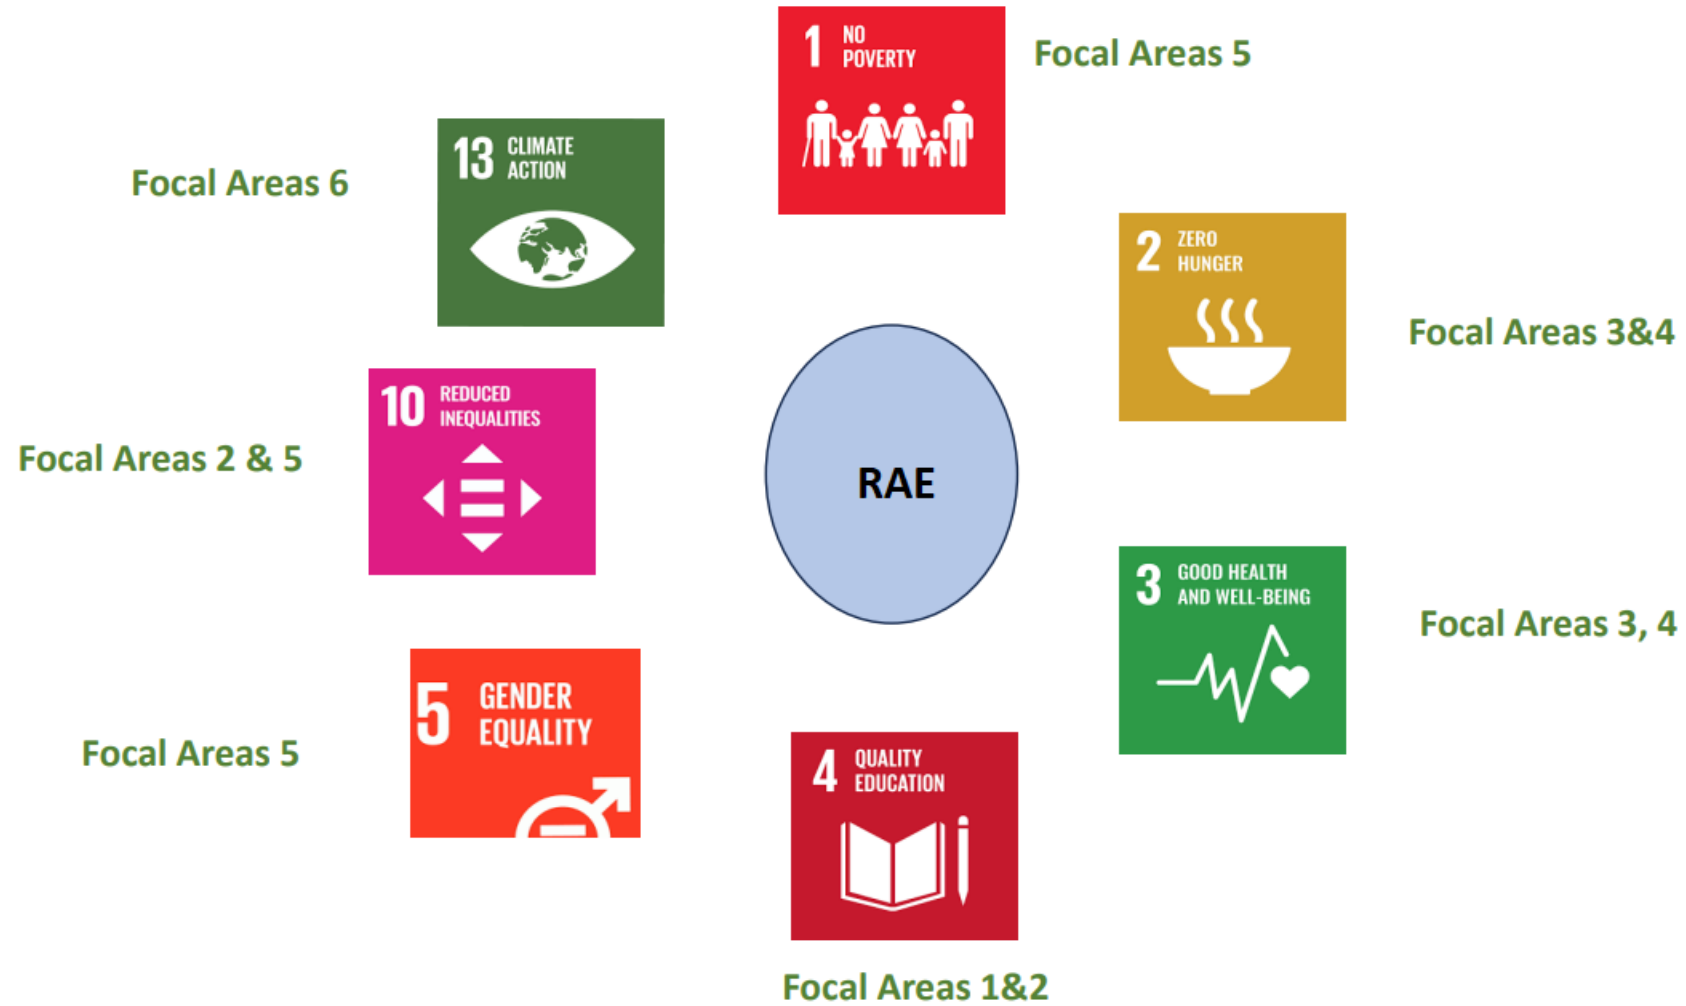 1 NO
POVERTY
Focal Areas 5
13 CLIMATE
ACTION
Focal Areas 6
2 ZERO
HUNGER
Focal Areas 3&4
10 REDUCED
INEQUALITIES
Focal Areas 2 & 5
RAE
3 GOOD HEALTH
AND WELL-BEING
Focal Areas 3, 4
5 GENDER
EQUALITY
Focal Areas 5
4 QUALITY
EDUCATION
Focal Areas 1&2